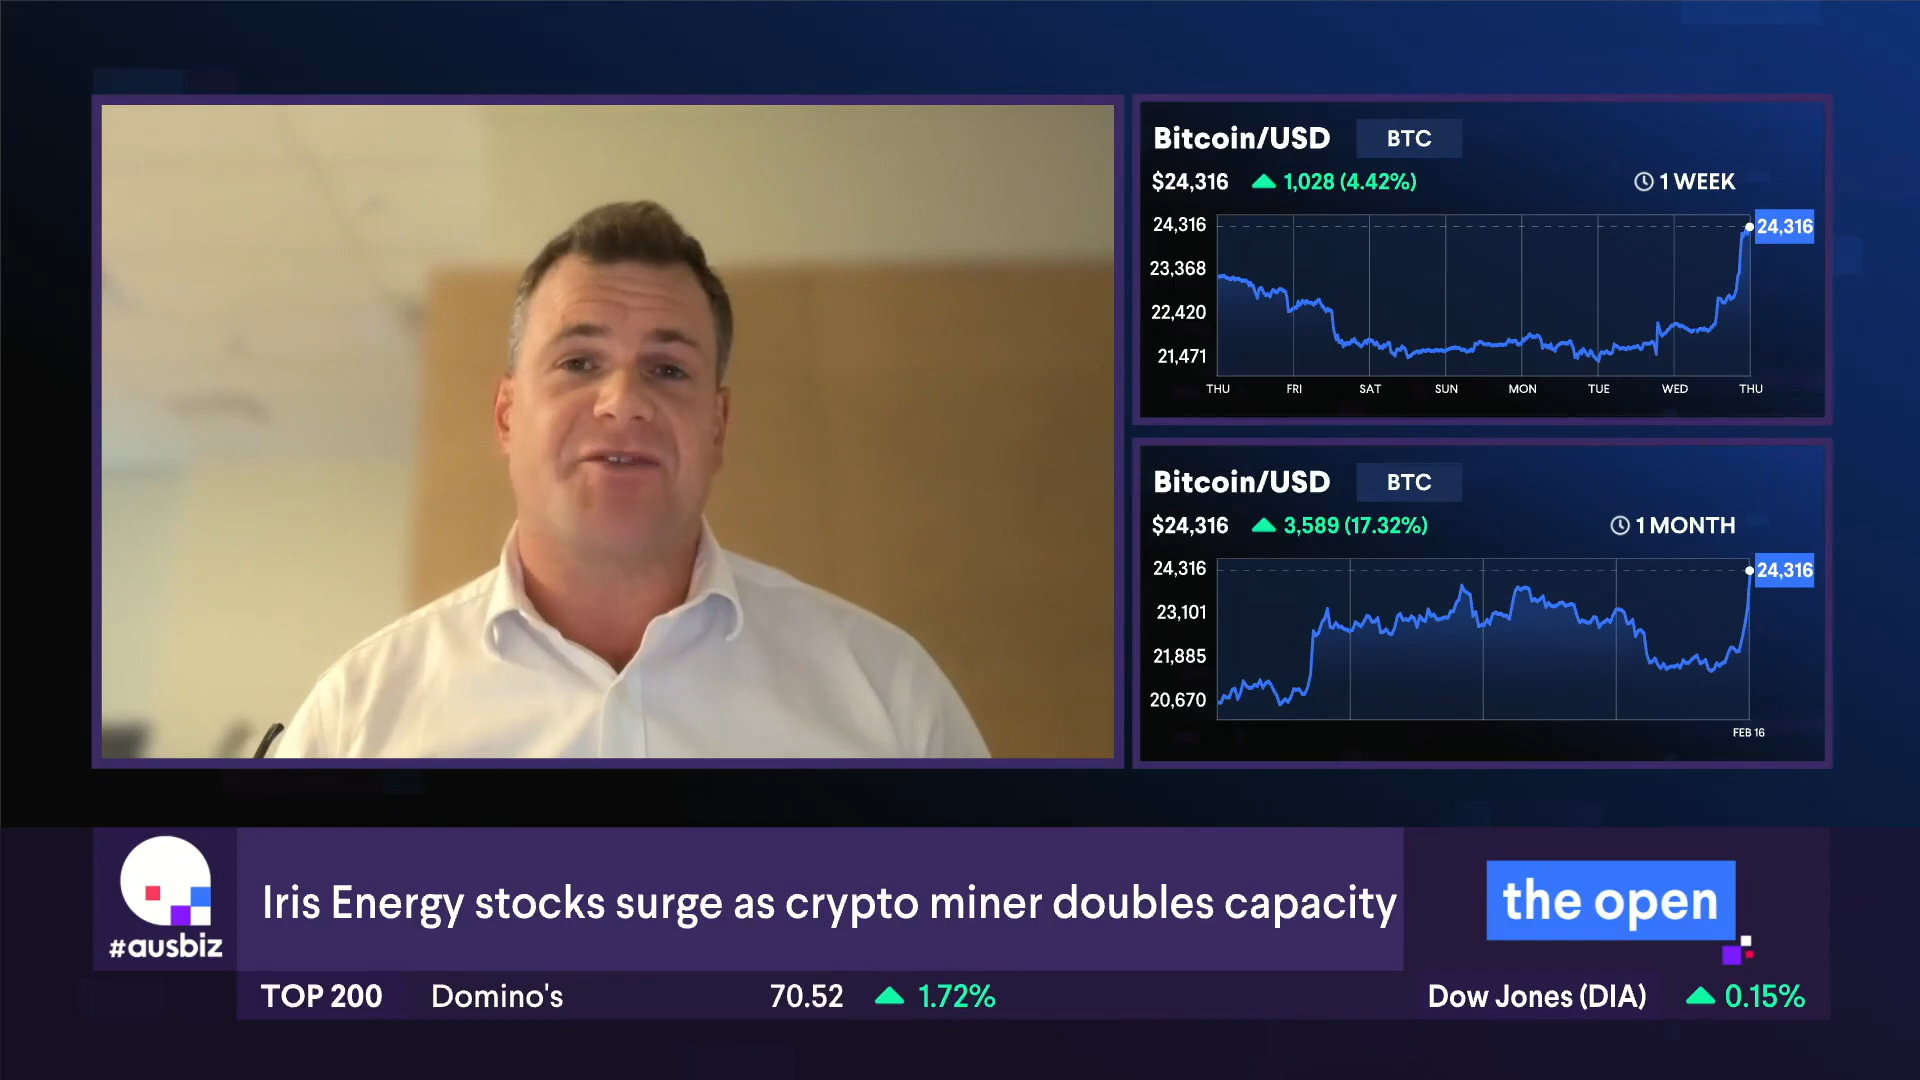 Bitcoin/USD BTC
$24,316 1,028 (4.42%) 1 WEEK
24,316 24,316
23,368
22,420
21,471
THU FRI SAT SUN MON TUE WED THU
Bitcoin/USD BTC
$24,316 3,589 (17.32%) 1 MONTH
24,316 24,316
23,101
21,885
20,670
FEB 16
#ausbiz
Iris Energy stocks surge as crypto miner doubles capacity
the open
TOP 200 Domino's 70.52 1.72% Dow Jones (DIA) 0.15%